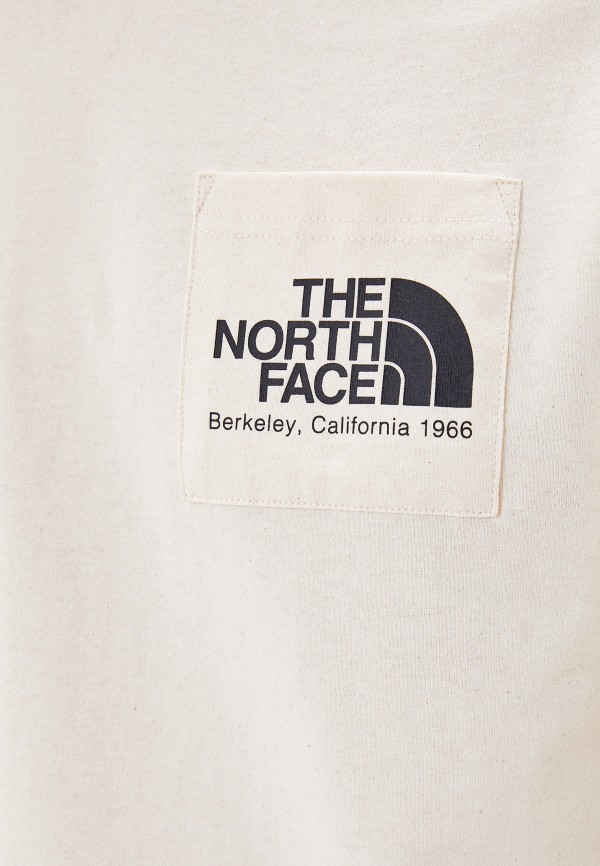 THE
NORTH
FACE
Berkeley, California 1966